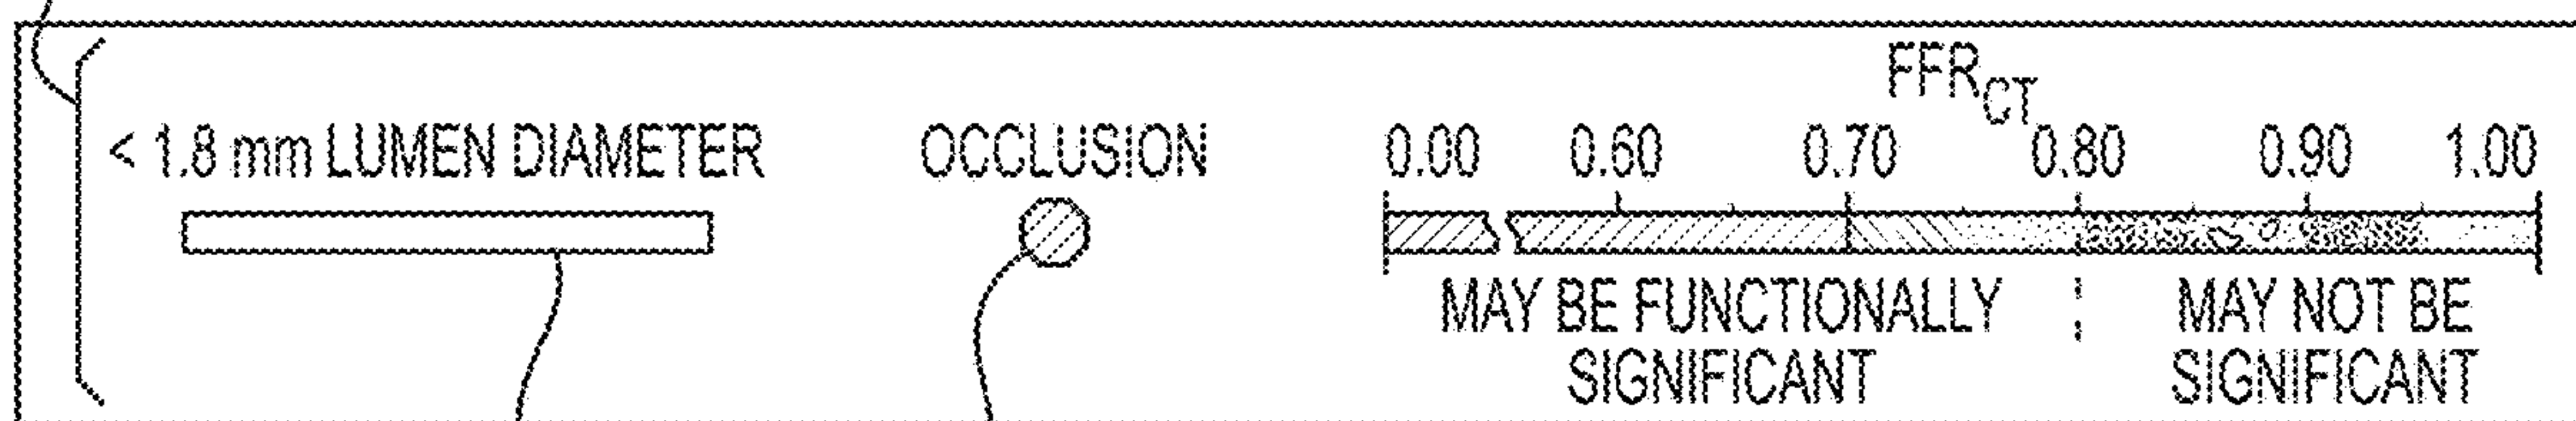 FFRCT
< 1.8 mm LUMEN DIAMETER OCCLUSION 0.00 0.60 0.70 0.80 0.90 1.00
MAY BE FUNCTIONALLY MAY NOT BE
SIGNIFICANT SIGNIFICANT